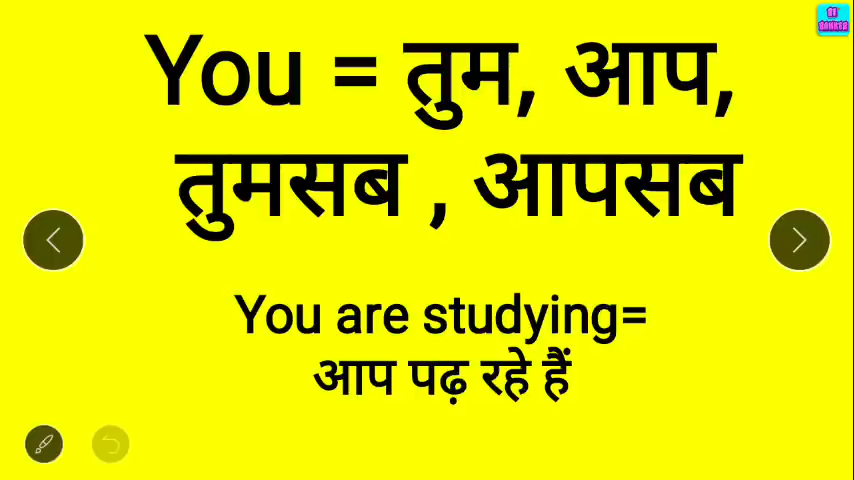 You = तुम, आप,
तुमसब , आपसब
You are studying=
आप पढ़ रहे हैं